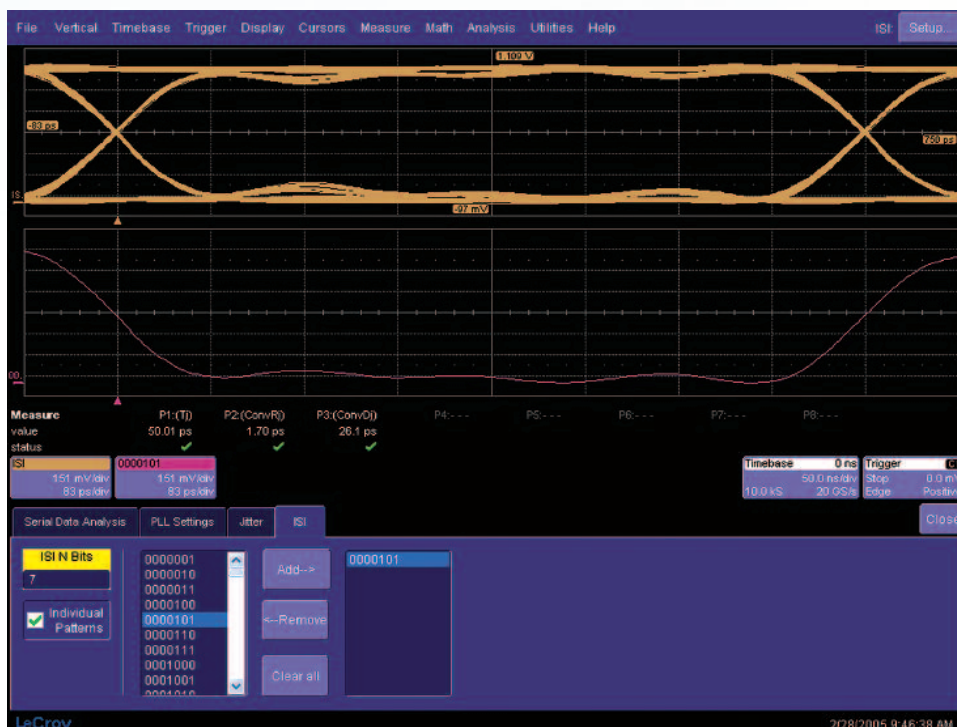 File Vertical Timebase Trigger Display Cursors Measure Math Analysis Utilities Help ISI: Setup...
1.109 V
-83 ps
750 ps
IS.
-97 mV
00.
Measure P1:(Tj) P2:(ConvRj) P3:(ConvDj) P4:--- P5:--- P6:--- P7:--- P8:---
value 50.01 ps 1.70 ps 26.1 ps
status
ISI 0000101 Timebase 0 ns Trigger C
151 mV/div 151 mV/div 50.0 ns/div Stop 0.0 mV
83 ps/div 83 ps/div 10.0 kS 20 GS/s Edge Positive
Serial Data Analysis PLL Settings Jitter ISI Close
ISI N Bits
7
Individual
Patterns
0000001
0000010
0000011
0000100
0000101
0000110
0000111
0001000
0001001
0001010
Add-->
<--Remove
Clear all
0000101
LeCroy 2/28/2005 9:46:38 AM